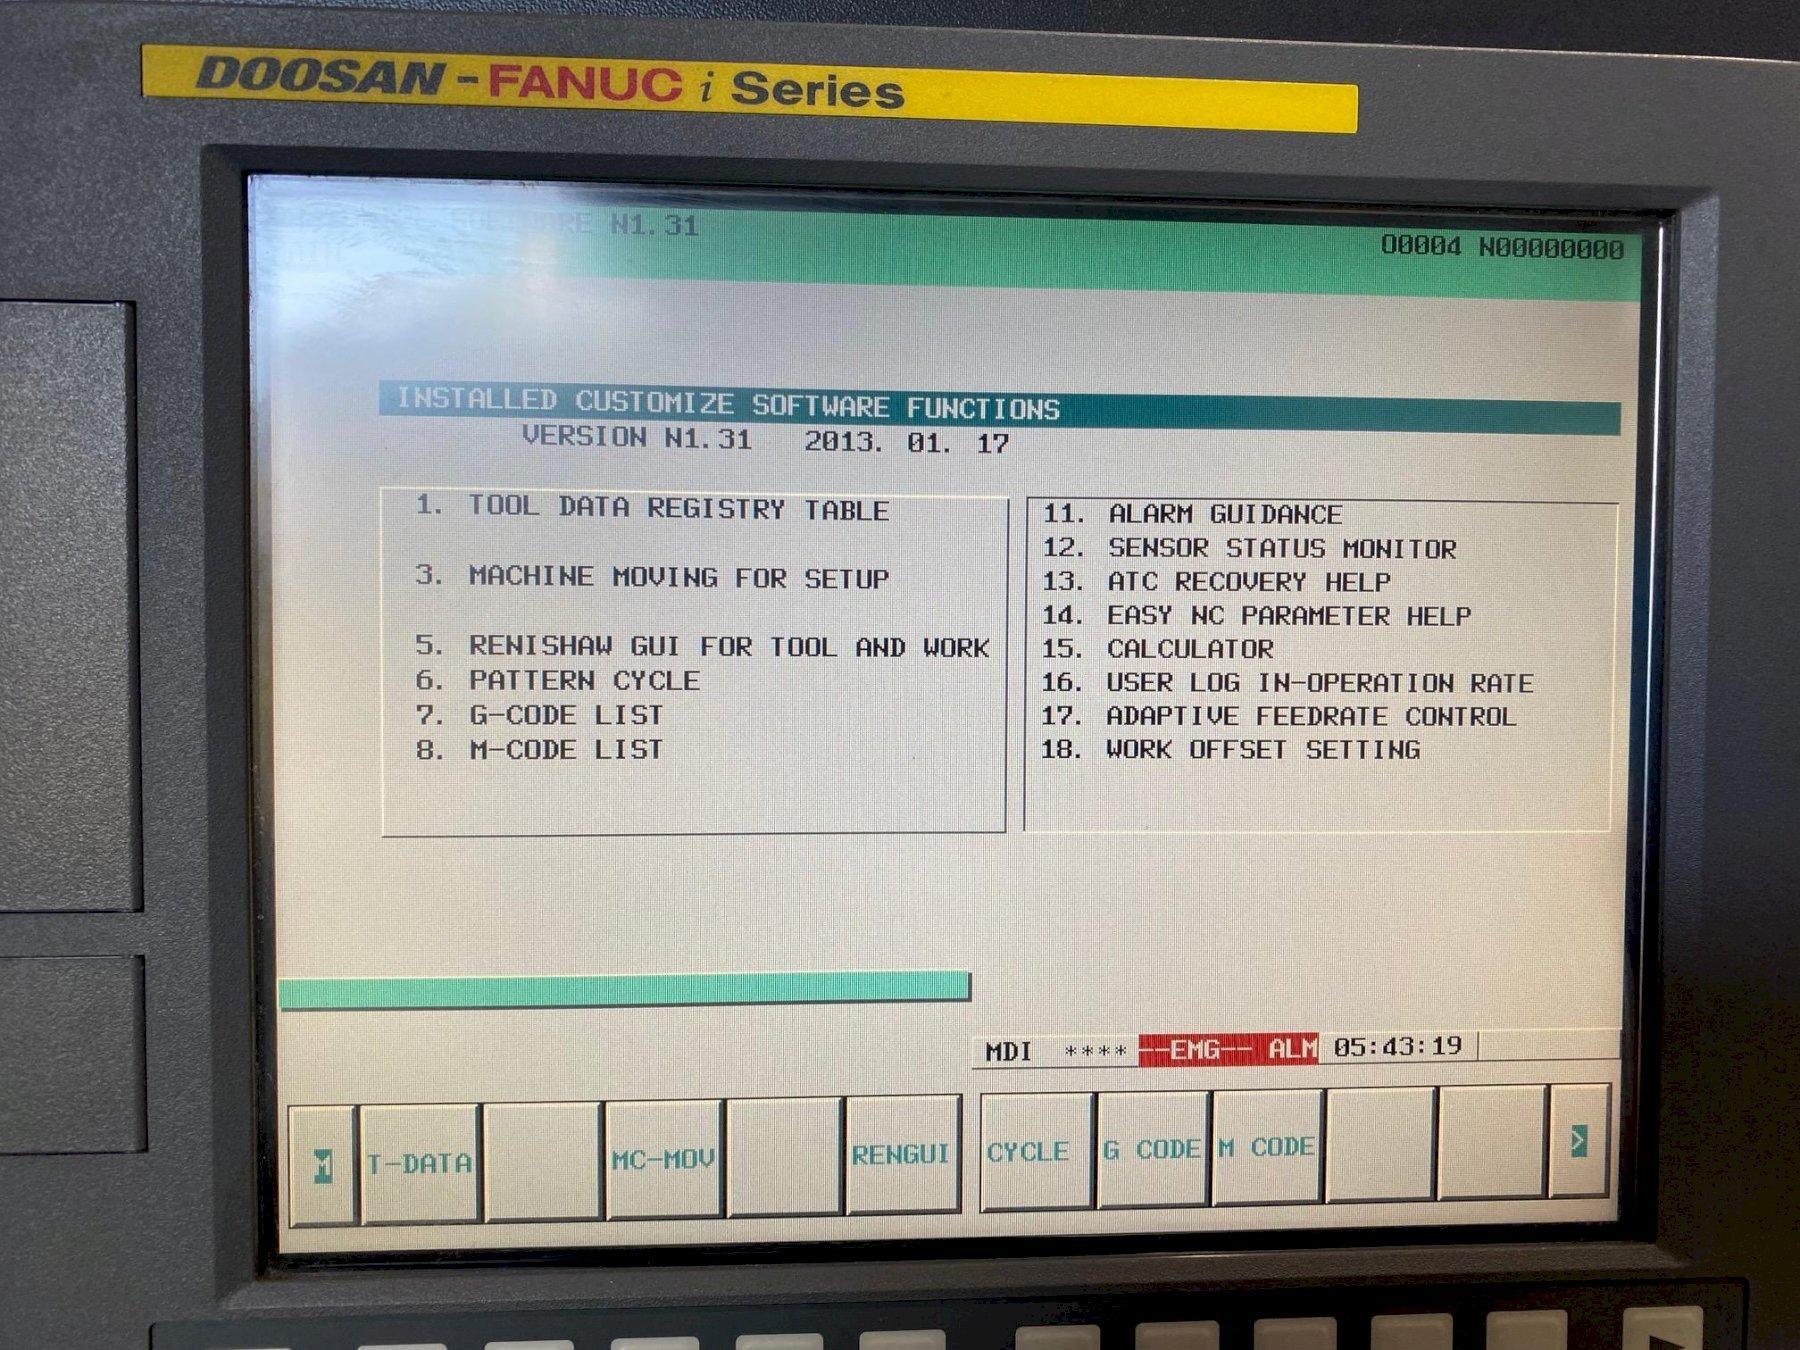 DOOSAN-FANUC i Series
SOFTWARE N1.31
O0004 N00000000
INSTALLED CUSTOMIZE SOFTWARE FUNCTIONS
VERSION N1.31 2013. 01. 17
1. TOOL DATA REGISTRY TABLE
3. MACHINE MOVING FOR SETUP
5. RENISHAW GUI FOR TOOL AND WORK
6. PATTERN CYCLE
7. G-CODE LIST
8. M-CODE LIST
11. ALARM GUIDANCE
12. SENSOR STATUS MONITOR
13. ATC RECOVERY HELP
14. EASY NC PARAMETER HELP
15. CALCULATOR
16. USER LOG IN-OPERATION RATE
17. ADAPTIVE FEEDRATE CONTROL
18. WORK OFFSET SETTING
MDI **** --EMG-- ALM 05:43:19
M T-DATA MC-MOV RENGUI CYCLE G CODE M CODE >